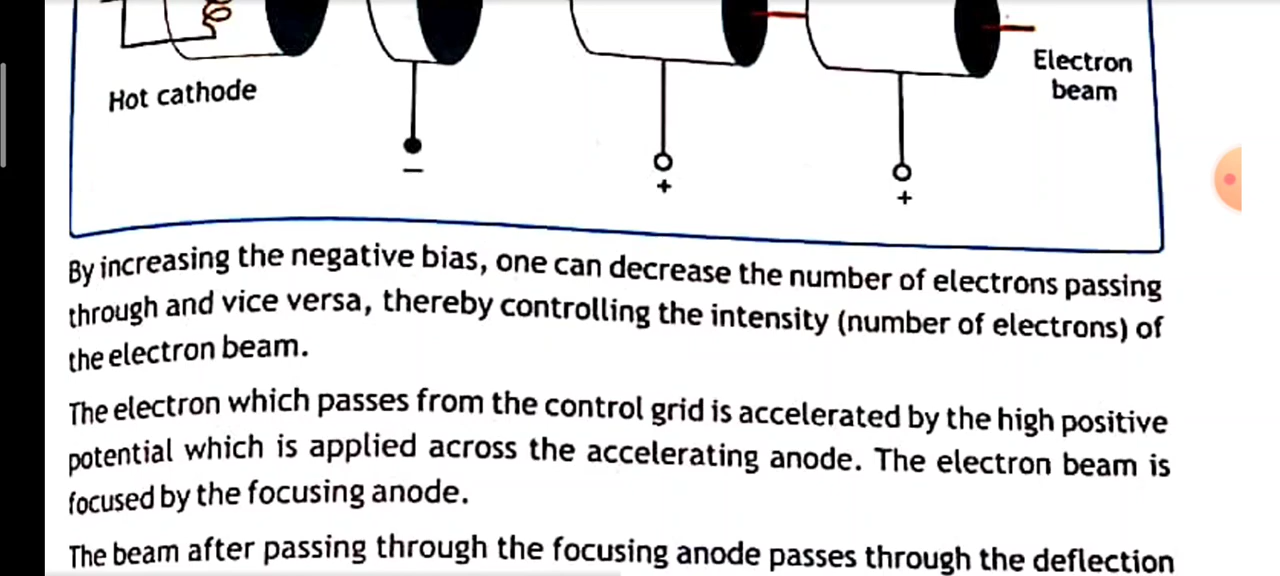 Hot cathode
Electron
beam
−
+
+
By increasing the negative bias, one can decrease the number of electrons passing
through and vice versa, thereby controlling the intensity (number of electrons) of
the electron beam.
The electron which passes from the control grid is accelerated by the high positive
potential which is applied across the accelerating anode. The electron beam is
focused by the focusing anode.
The beam after passing through the focusing anode passes through the deflection